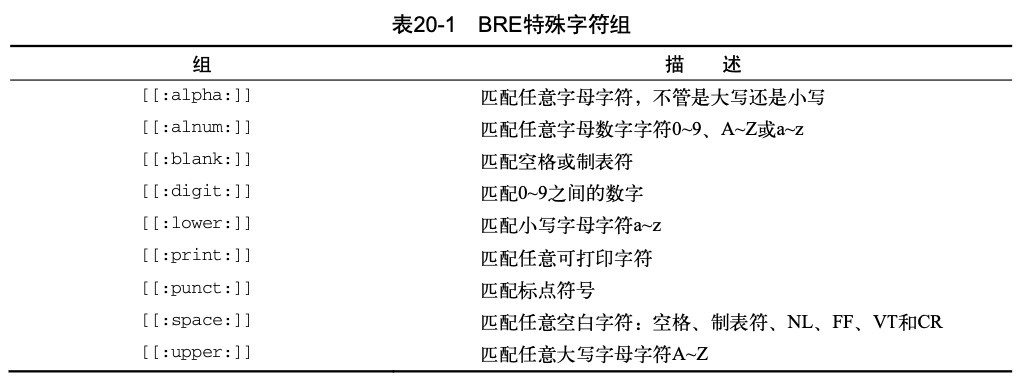 表20-1 BRE特殊字符组
组 描 述
[[:alpha:]] 匹配任意字母字符，不管是大写还是小写
[[:alnum:]] 匹配任意字母数字字符0~9、A~Z或a~z
[[:blank:]] 匹配空格或制表符
[[:digit:]] 匹配0~9之间的数字
[[:lower:]] 匹配小写字母字符a~z
[[:print:]] 匹配任意可打印字符
[[:punct:]] 匹配标点符号
[[:space:]] 匹配任意空白字符：空格、制表符、NL、FF、VT和CR
[[:upper:]] 匹配任意大写字母字符A~Z